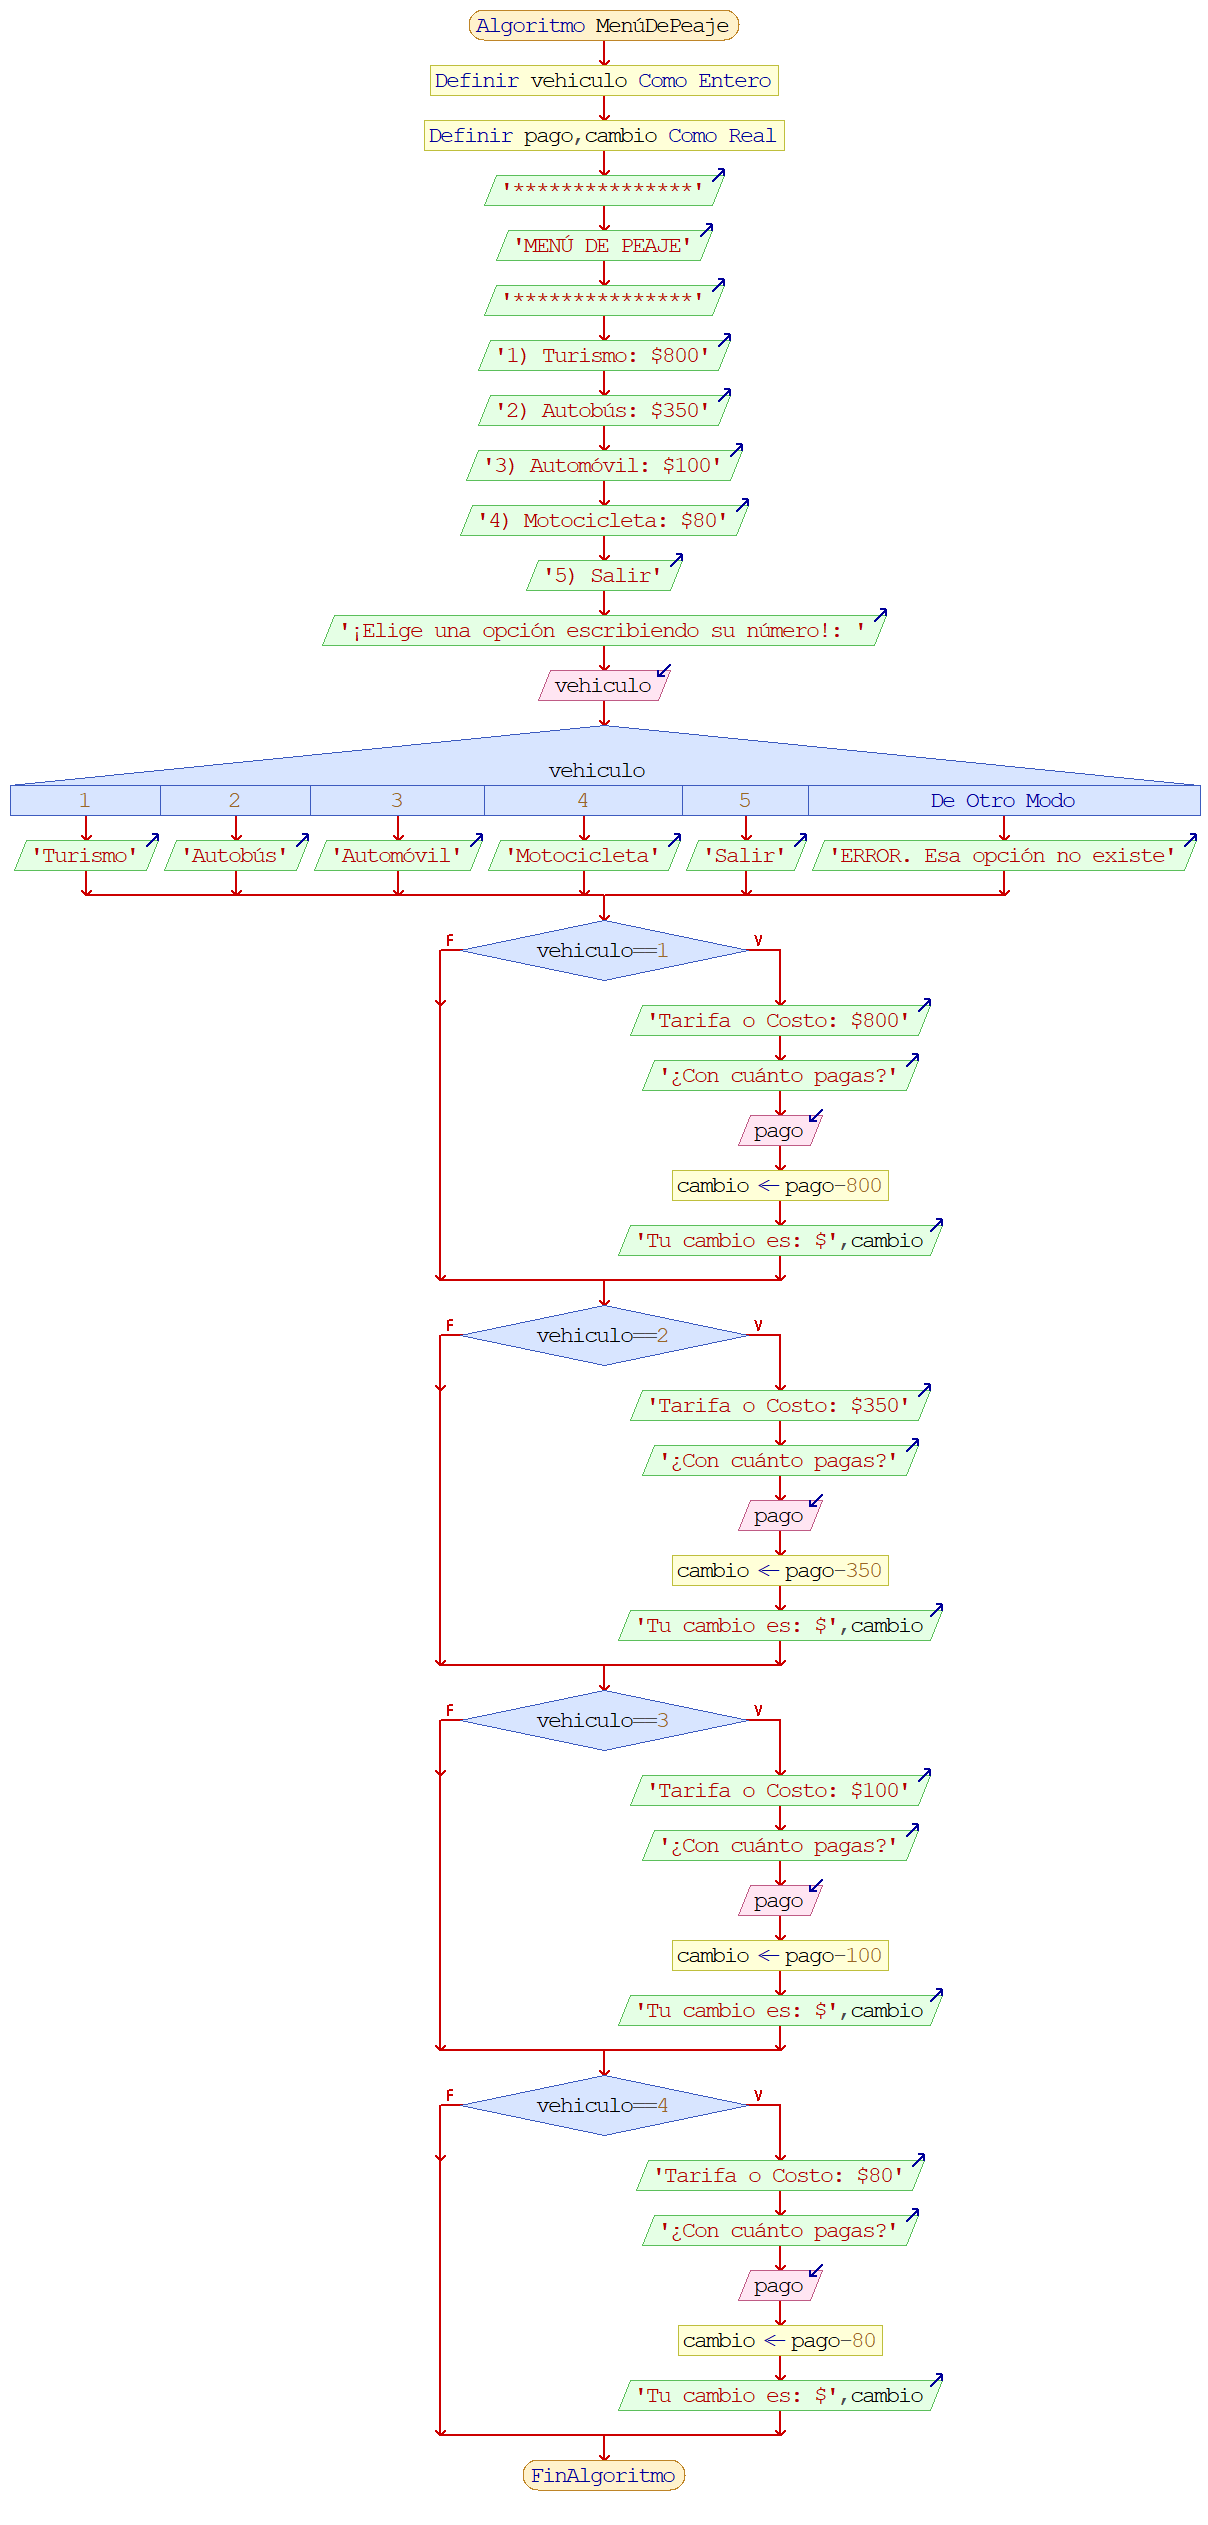 Algoritmo MenúDePeaje
Definir vehiculo Como Entero
Definir pago,cambio Como Real
'***************'
'MENÚ DE PEAJE'
'***************'
'1) Turismo: $800'
'2) Autobús: $350'
'3) Automóvil: $100'
'4) Motocicleta: $80'
'5) Salir'
'¡Elige una opción escribiendo su número!: '
vehiculo
vehiculo
1 2 3 4 5 De Otro Modo
'Turismo' 'Autobús' 'Automóvil' 'Motocicleta' 'Salir' 'ERROR. Esa opción no existe'
F V
vehiculo==1
'Tarifa o Costo: $800'
'¿Con cuánto pagas?'
pago
cambio ← pago-800
'Tu cambio es: $',cambio
F V
vehiculo==2
'Tarifa o Costo: $350'
'¿Con cuánto pagas?'
pago
cambio ← pago-350
'Tu cambio es: $',cambio
F V
vehiculo==3
'Tarifa o Costo: $100'
'¿Con cuánto pagas?'
pago
cambio ← pago-100
'Tu cambio es: $',cambio
F V
vehiculo==4
'Tarifa o Costo: $80'
'¿Con cuánto pagas?'
pago
cambio ← pago-80
'Tu cambio es: $',cambio
FinAlgoritmo